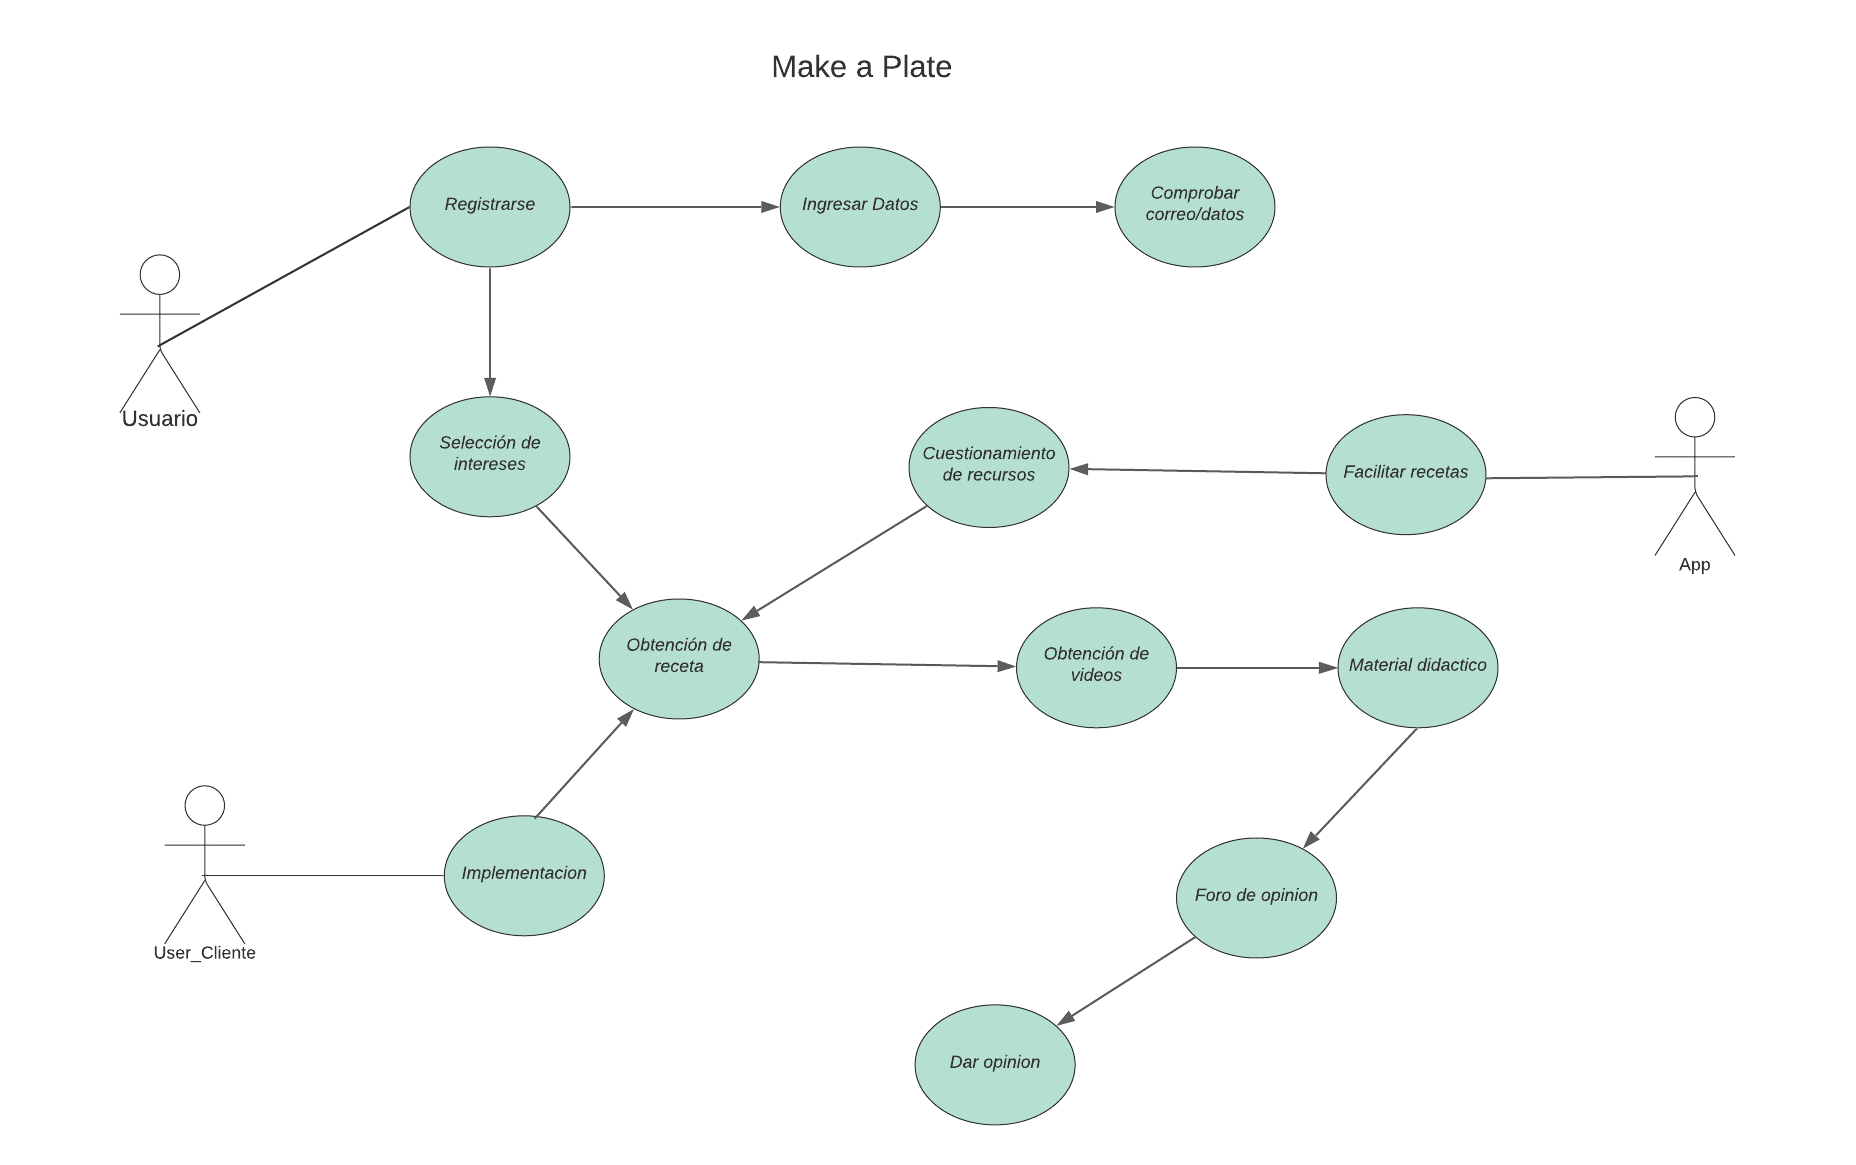 Make a Plate
Registrarse
Ingresar Datos
Comprobar
correo/datos
Usuario
Selección de
intereses
Cuestionamiento
de recursos
Facilitar recetas
App
Obtención de
receta
Obtención de
videos
Material didactico
Implementacion
User_Cliente
Foro de opinion
Dar opinion